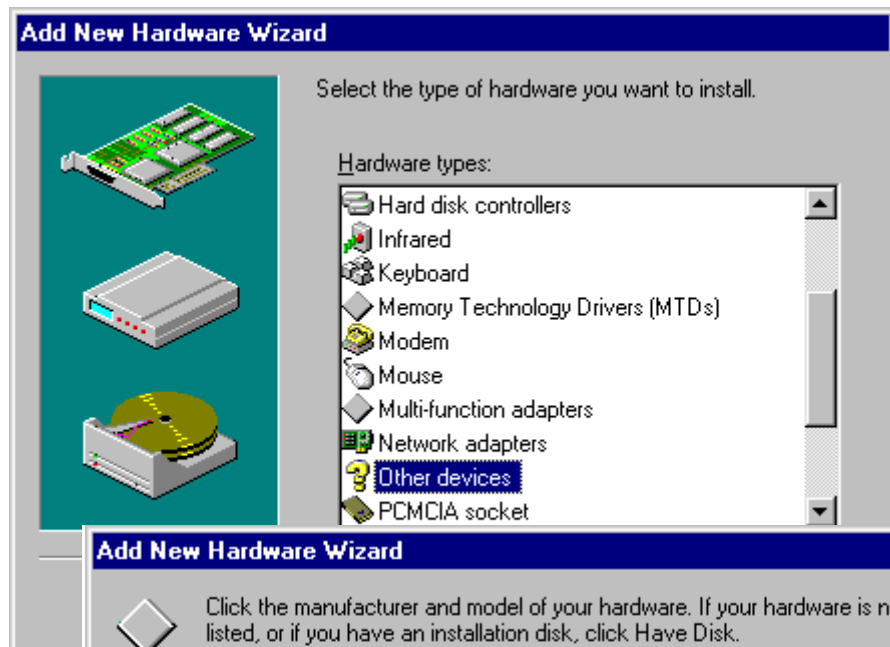 Add New Hardware Wizard
Select the type of hardware you want to install.
Hardware types:
Hard disk controllers
Infrared
Keyboard
Memory Technology Drivers (MTDs)
Modem
Mouse
Multi-function adapters
Network adapters
Other devices
PCMCIA socket
Add New Hardware Wizard
Click the manufacturer and model of your hardware. If your hardware is n
listed, or if you have an installation disk, click Have Disk.